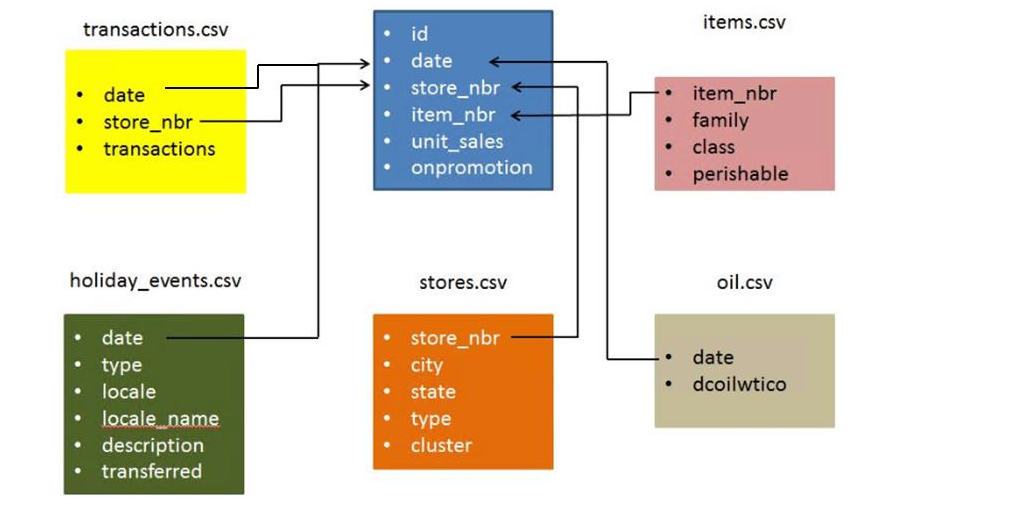 transactions.csv
• date
• store_nbr
• transactions
• id
• date
• store_nbr
• item_nbr
• unit_sales
• onpromotion
items.csv
• item_nbr
• family
• class
• perishable
holiday_events.csv
• date
• type
• locale
• locale_name
• description
• transferred
stores.csv
• store_nbr
• city
• state
• type
• cluster
oil.csv
• date
• dcoilwtico